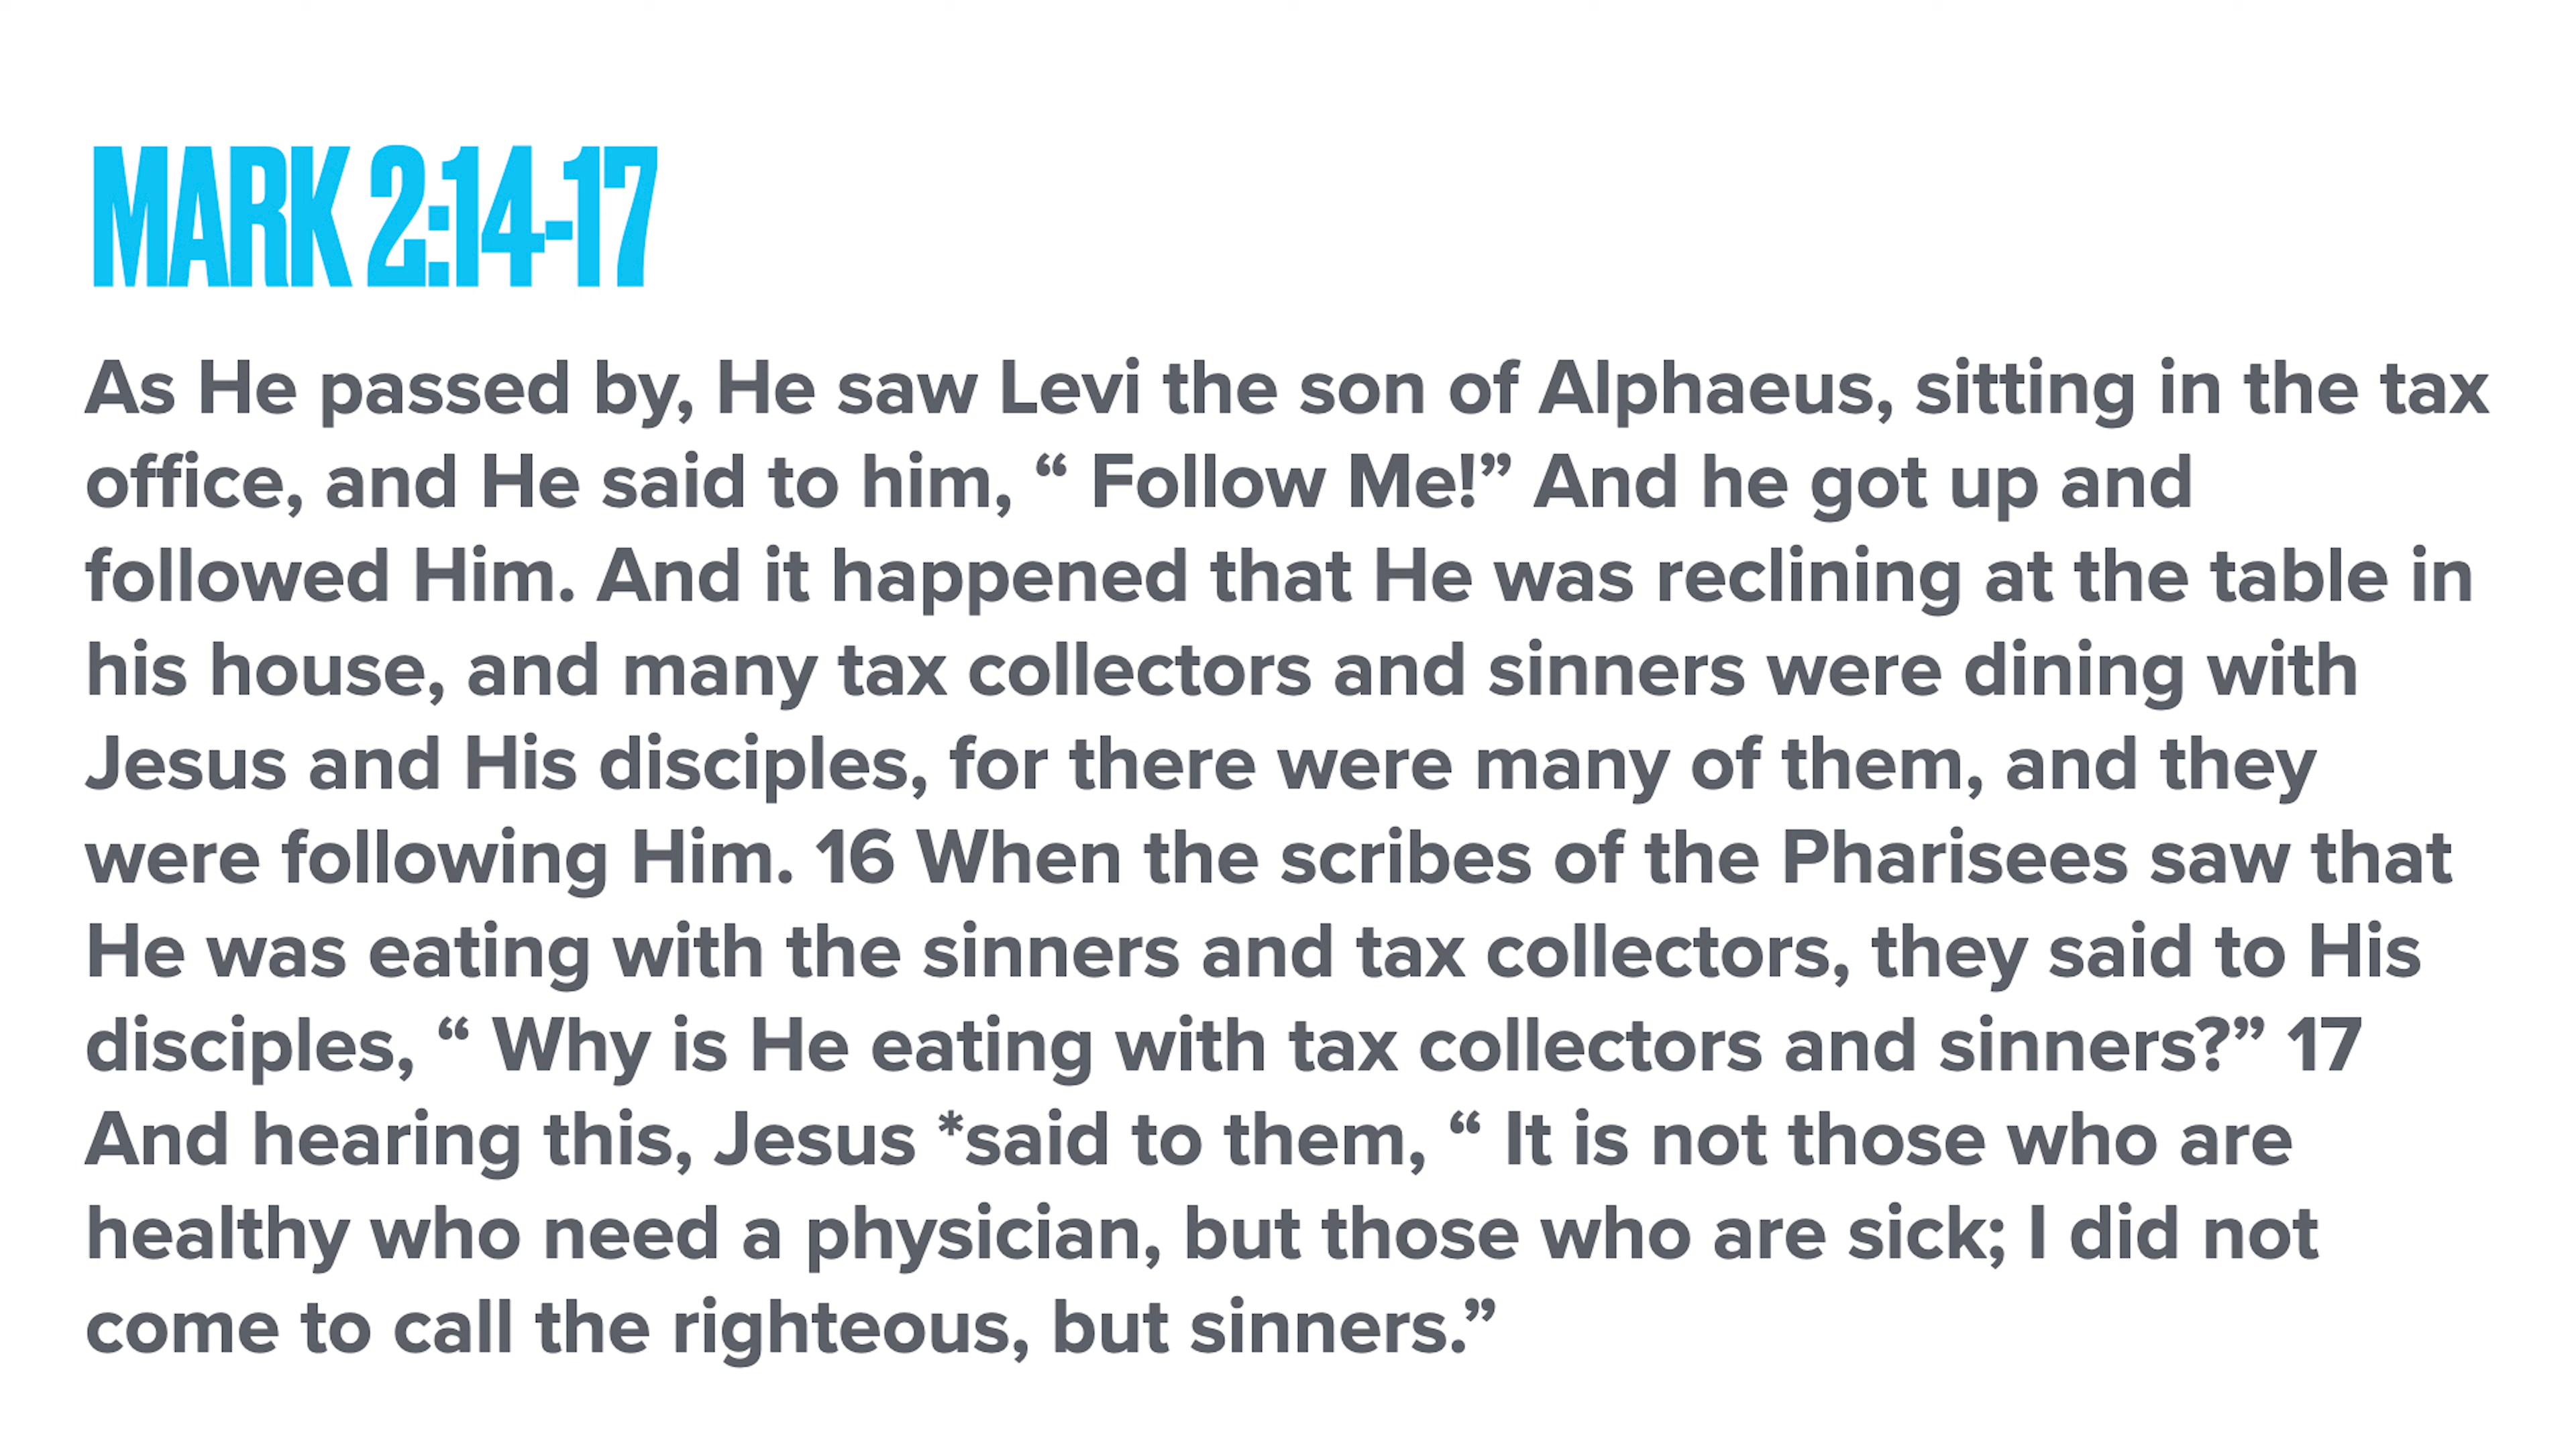 MARK 2:14-17
As He passed by, He saw Levi the son of Alphaeus, sitting in the tax
office, and He said to him, “ Follow Me!” And he got up and
followed Him. And it happened that He was reclining at the table in
his house, and many tax collectors and sinners were dining with
Jesus and His disciples, for there were many of them, and they
were following Him. 16 When the scribes of the Pharisees saw that
He was eating with the sinners and tax collectors, they said to His
disciples, “ Why is He eating with tax collectors and sinners?” 17
And hearing this, Jesus *said to them, “ It is not those who are
healthy who need a physician, but those who are sick; I did not
come to call the righteous, but sinners.”